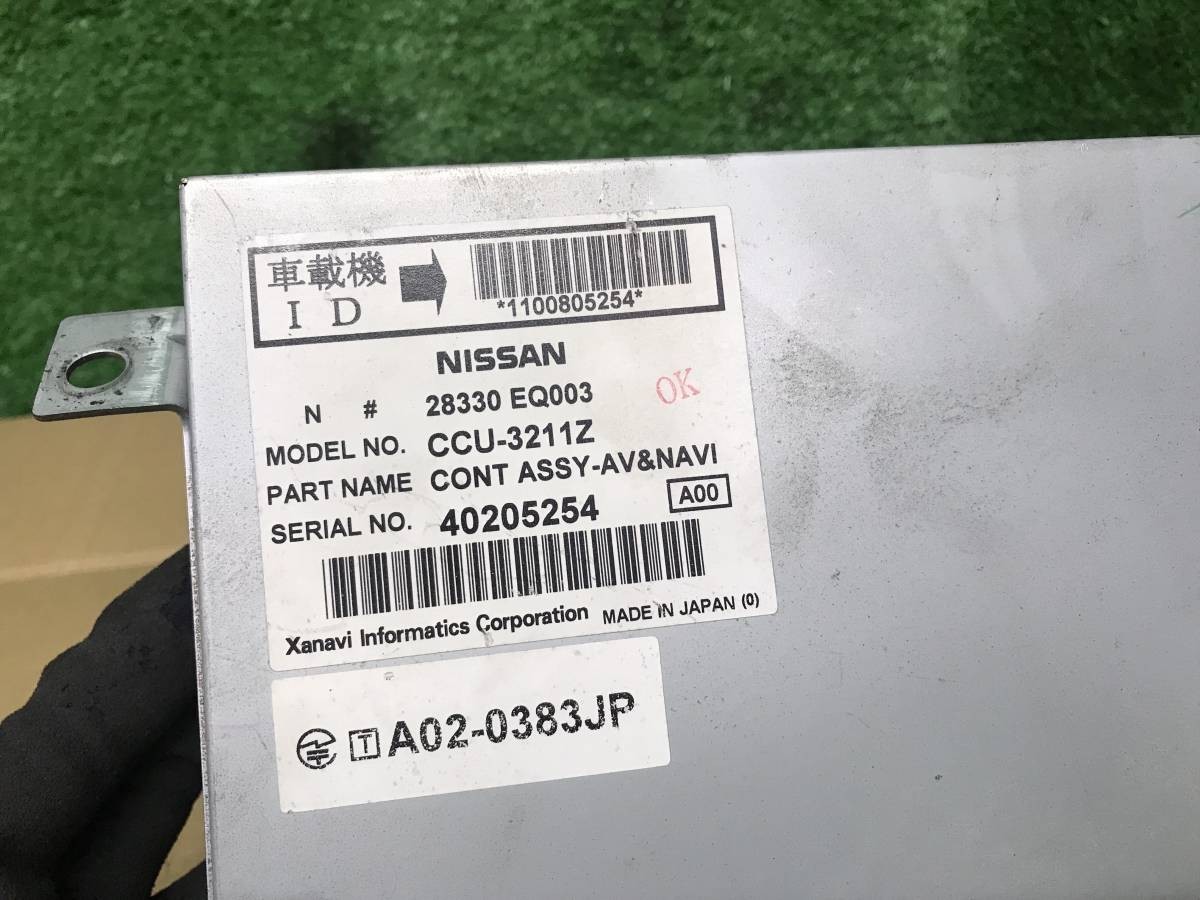 車載機
ID
*1100805254*
NISSAN
N # 28330 EQ003
OK
MODEL NO. CCU-3211Z
PART NAME CONT ASSY-AV&NAVI
SERIAL NO. 40205254 A00
Xanavi Informatics Corporation MADE IN JAPAN (0)
T A02-0383JP